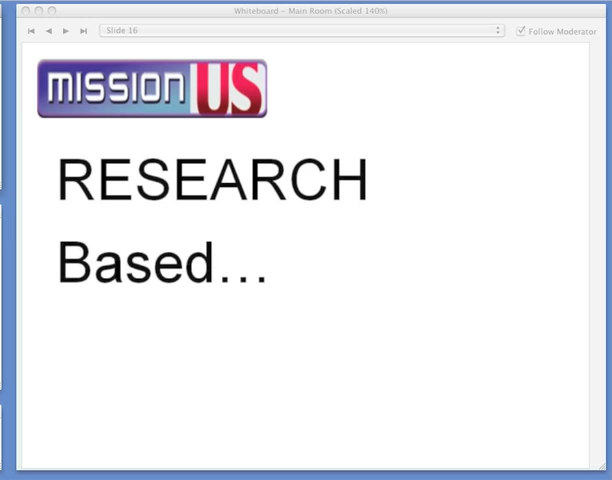 Whiteboard – Main Room (Scaled 140%)
Slide 16
Follow Moderator
mission US
RESEARCH
Based…